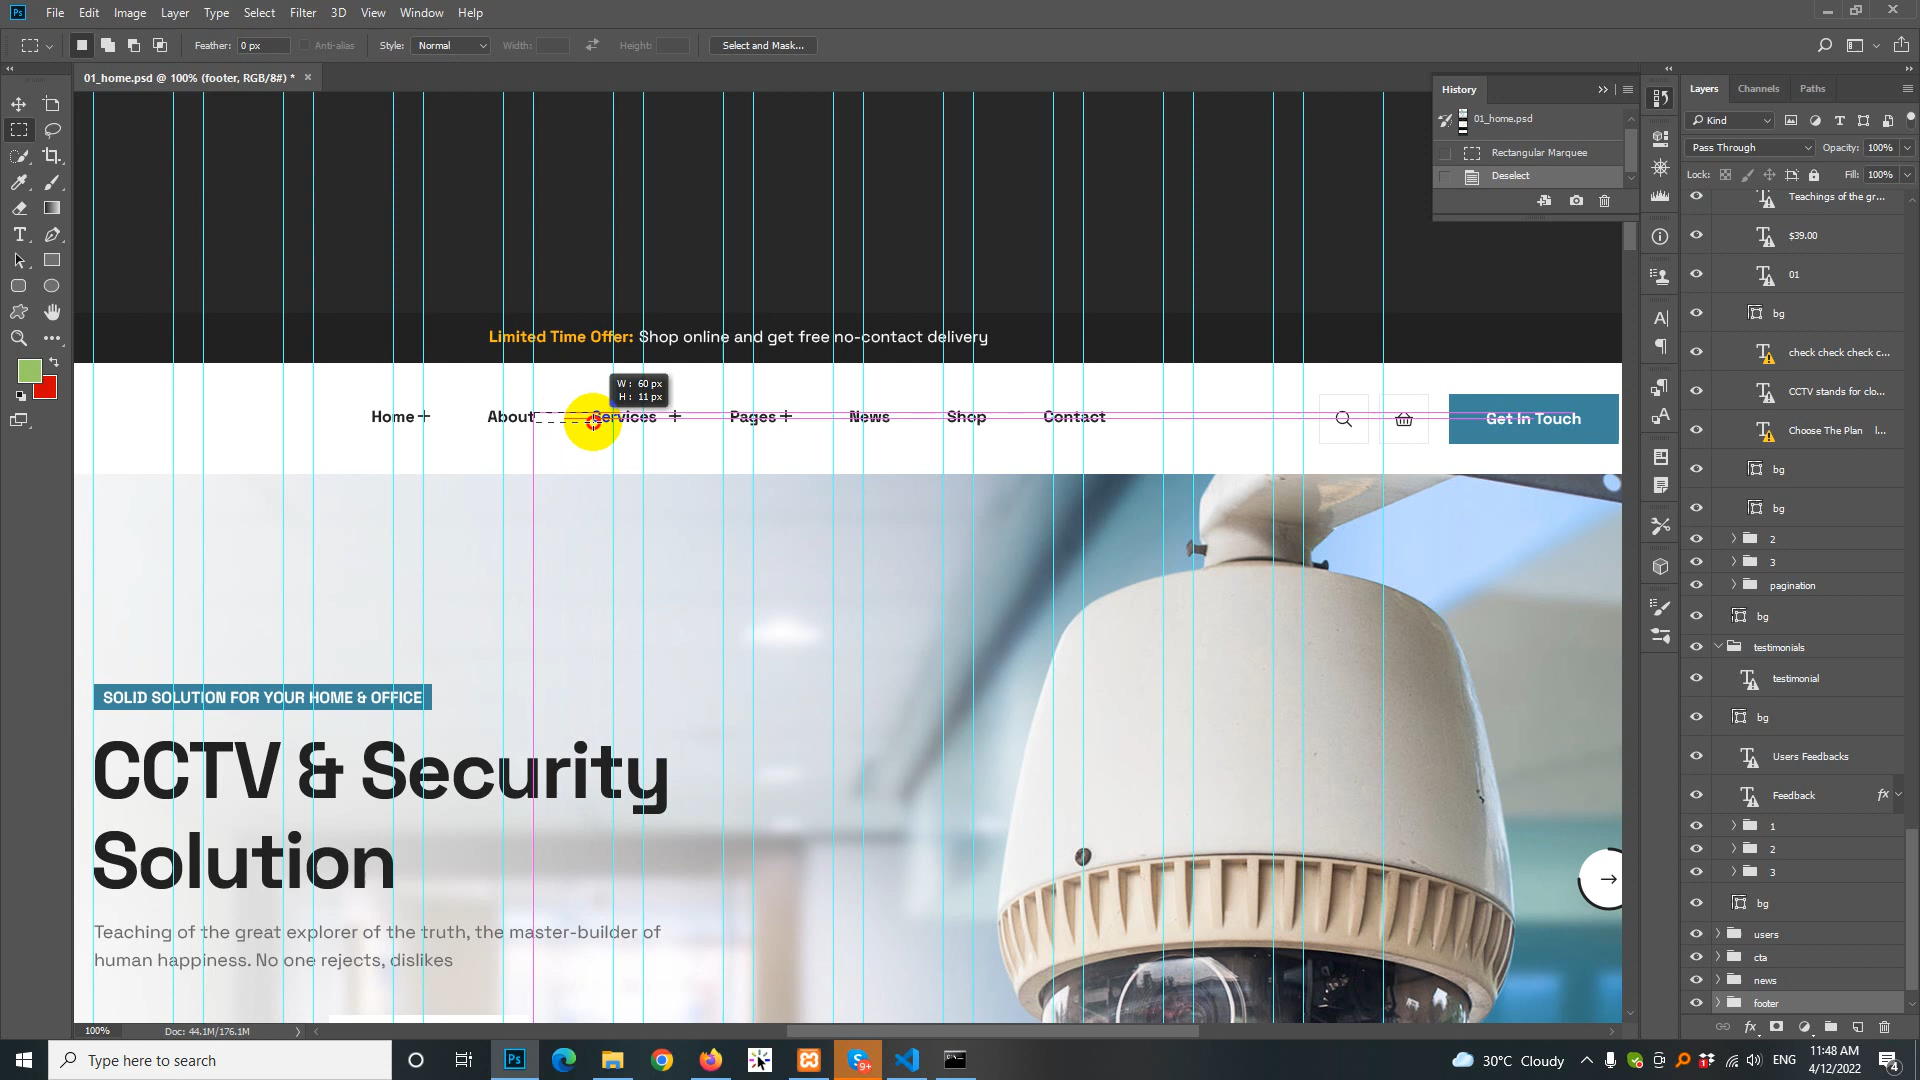 Ps File Edit Image Layer Type Select Filter 3D View Window Help
Feather: 0 px Anti-alias Style: Normal Width: Height: Select and Mask...
01_home.psd @ 100% (footer, RGB/8#) *
History
01_home.psd
Rectangular Marquee
Deselect
Layers Channels Paths
Kind
Pass Through Opacity: 100%
Lock: Fill: 100%
Teachings of the gr...
$39.00
01
bg
check check check c...
CCTV stands for clo...
Choose The Plan l...
bg
bg
2
3
pagination
bg
testimonials
testimonial
bg
Users Feedbacks
Feedback fx
1
2
3
bg
users
cta
news
footer
fx
Limited Time Offer: Shop online and get free no-contact delivery
W : 60 px
H : 11 px
Home + About Services + Pages + News Shop Contact Get In Touch
SOLID SOLUTION FOR YOUR HOME & OFFICE
CCTV & Security
Solution
Teaching of the great explorer of the truth, the master-builder of
human happiness. No one rejects, dislikes
100% Doc: 44.1M/176.1M
Type here to search
Ps
9+
30°C Cloudy
1
ENG
11:48 AM
4/12/2022
4